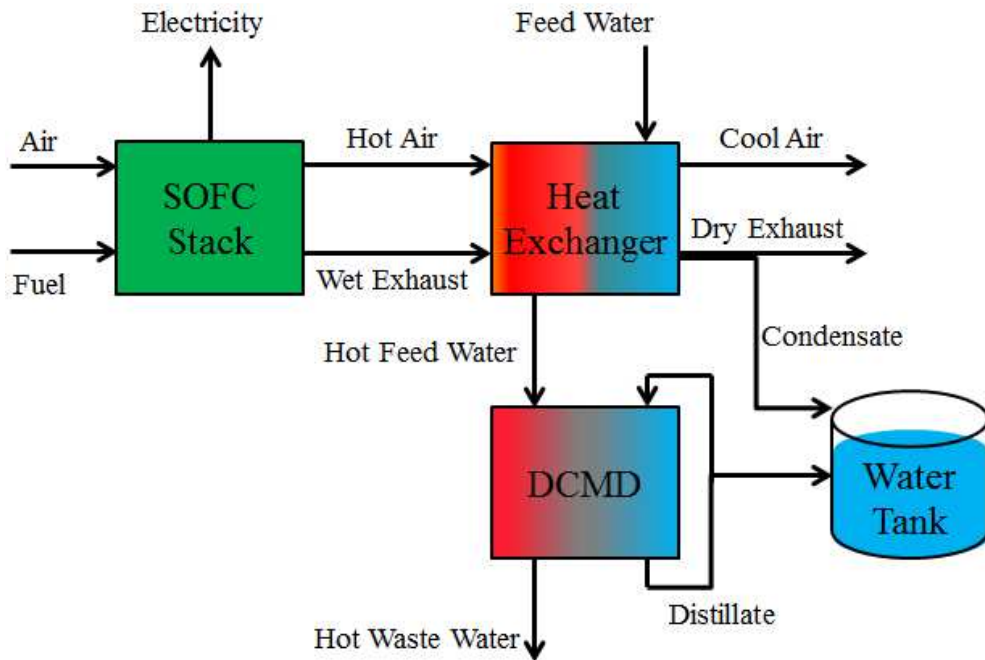 Electricity
Feed Water
Air
Hot Air
Cool Air
SOFC
Stack
Heat
Exchanger
Dry Exhaust
Fuel
Wet Exhaust
Hot Feed Water
Condensate
DCMD
Water
Tank
Distillate
Hot Waste Water